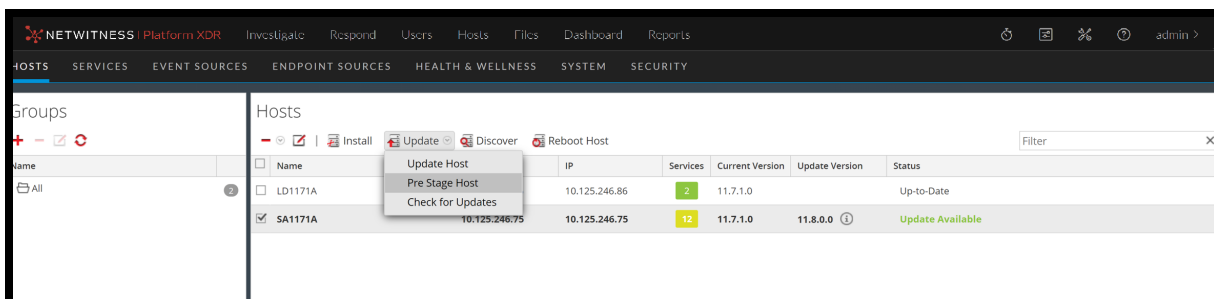 NETWITNESS | Platform XDR Investigate Respond Users Hosts Files Dashboard Reports admin >
HOSTS SERVICES EVENT SOURCES ENDPOINT SOURCES HEALTH & WELLNESS SYSTEM SECURITY
Groups
Name
All 2
Hosts
Install Update Discover Reboot Host Filter
Update Host
Pre Stage Host
Check for Updates
Name IP Services Current Version Update Version Status
LD1171A 10.125.246.86 2 11.7.1.0 Up-to-Date
SA1171A 10.125.246.75 10.125.246.75 12 11.7.1.0 11.8.0.0 Update Available